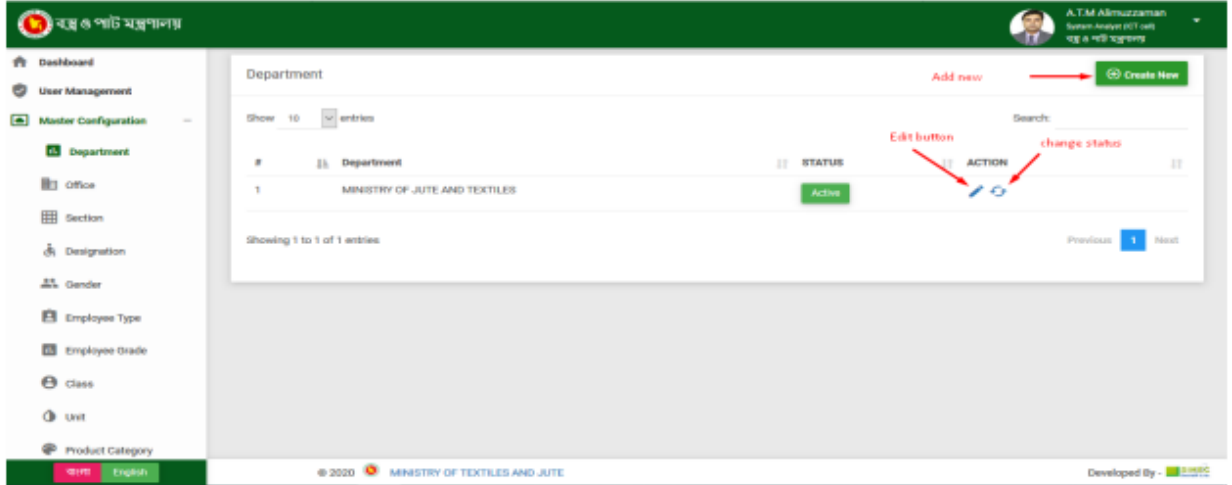 বস্ত্র ও পাট মন্ত্রণালয়
A.T.M Alimuzzaman
System Analyst (ICT cell)
বস্ত্র ও পাট মন্ত্রণালয়
Dashboard
User Management
Master Configuration
Department
Office
Section
Designation
Gender
Employee Type
Employee Grade
Class
Unit
Product Category
বাংলা English
Department
Add new
Create New
Show 10 entries
Search:
Edit button
change status
# Department STATUS ACTION
1 MINISTRY OF JUTE AND TEXTILES Active
Showing 1 to 1 of 1 entries
Previous 1 Next
© 2020 MINISTRY OF TEXTILES AND JUTE
Developed By -